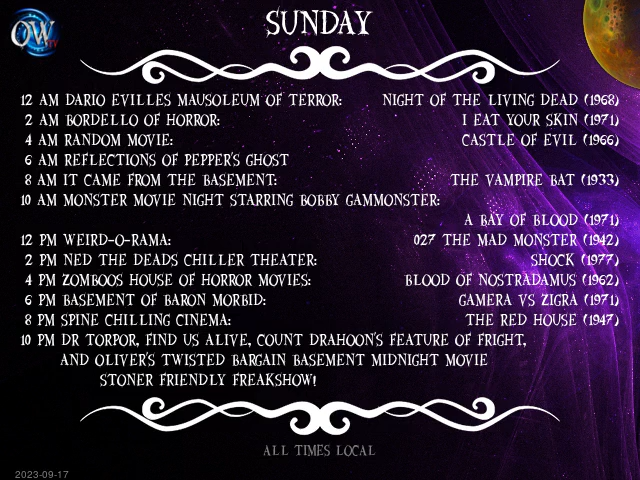 OW TV
SUNDAY
12 AM DARIO EVILLES MAUSOLEUM OF TERROR: NIGHT OF THE LIVING DEAD (1968)
2 AM BORDELLO OF HORROR: I EAT YOUR SKIN (1971)
4 AM RANDOM MOVIE: CASTLE OF EVIL (1966)
6 AM REFLECTIONS OF PEPPER'S GHOST
8 AM IT CAME FROM THE BASEMENT: THE VAMPIRE BAT (1933)
10 AM MONSTER MOVIE NIGHT STARRING BOBBY GAMMONSTER:
A BAY OF BLOOD (1971)
12 PM WEIRD-O-RAMA: 027 THE MAD MONSTER (1942)
2 PM NED THE DEADS CHILLER THEATER: SHOCK (1977)
4 PM ZOMBOOS HOUSE OF HORROR MOVIES: BLOOD OF NOSTRADAMUS (1962)
6 PM BASEMENT OF BARON MORBID: GAMERA VS ZIGRA (1971)
8 PM SPINE CHILLING CINEMA: THE RED HOUSE (1947)
10 PM DR TORPOR, FIND US ALIVE, COUNT DRAHOON'S FEATURE OF FRIGHT,
AND OLIVER'S TWISTED BARGAIN BASEMENT MIDNIGHT MOVIE
STONER FRIENDLY FREAKSHOW!
ALL TIMES LOCAL
2023-09-17